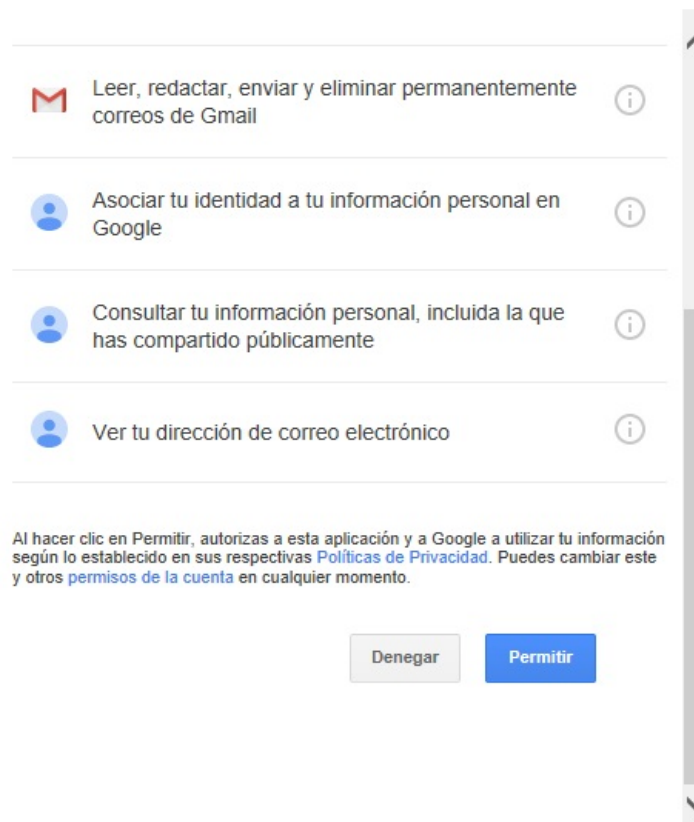 Leer, redactar, enviar y eliminar permanentemente
correos de Gmail
Asociar tu identidad a tu información personal en
Google
Consultar tu información personal, incluida la que
has compartido públicamente
Ver tu dirección de correo electrónico
Al hacer clic en Permitir, autorizas a esta aplicación y a Google a utilizar tu información
según lo establecido en sus respectivas Políticas de Privacidad. Puedes cambiar este
y otros permisos de la cuenta en cualquier momento.
Denegar Permitir